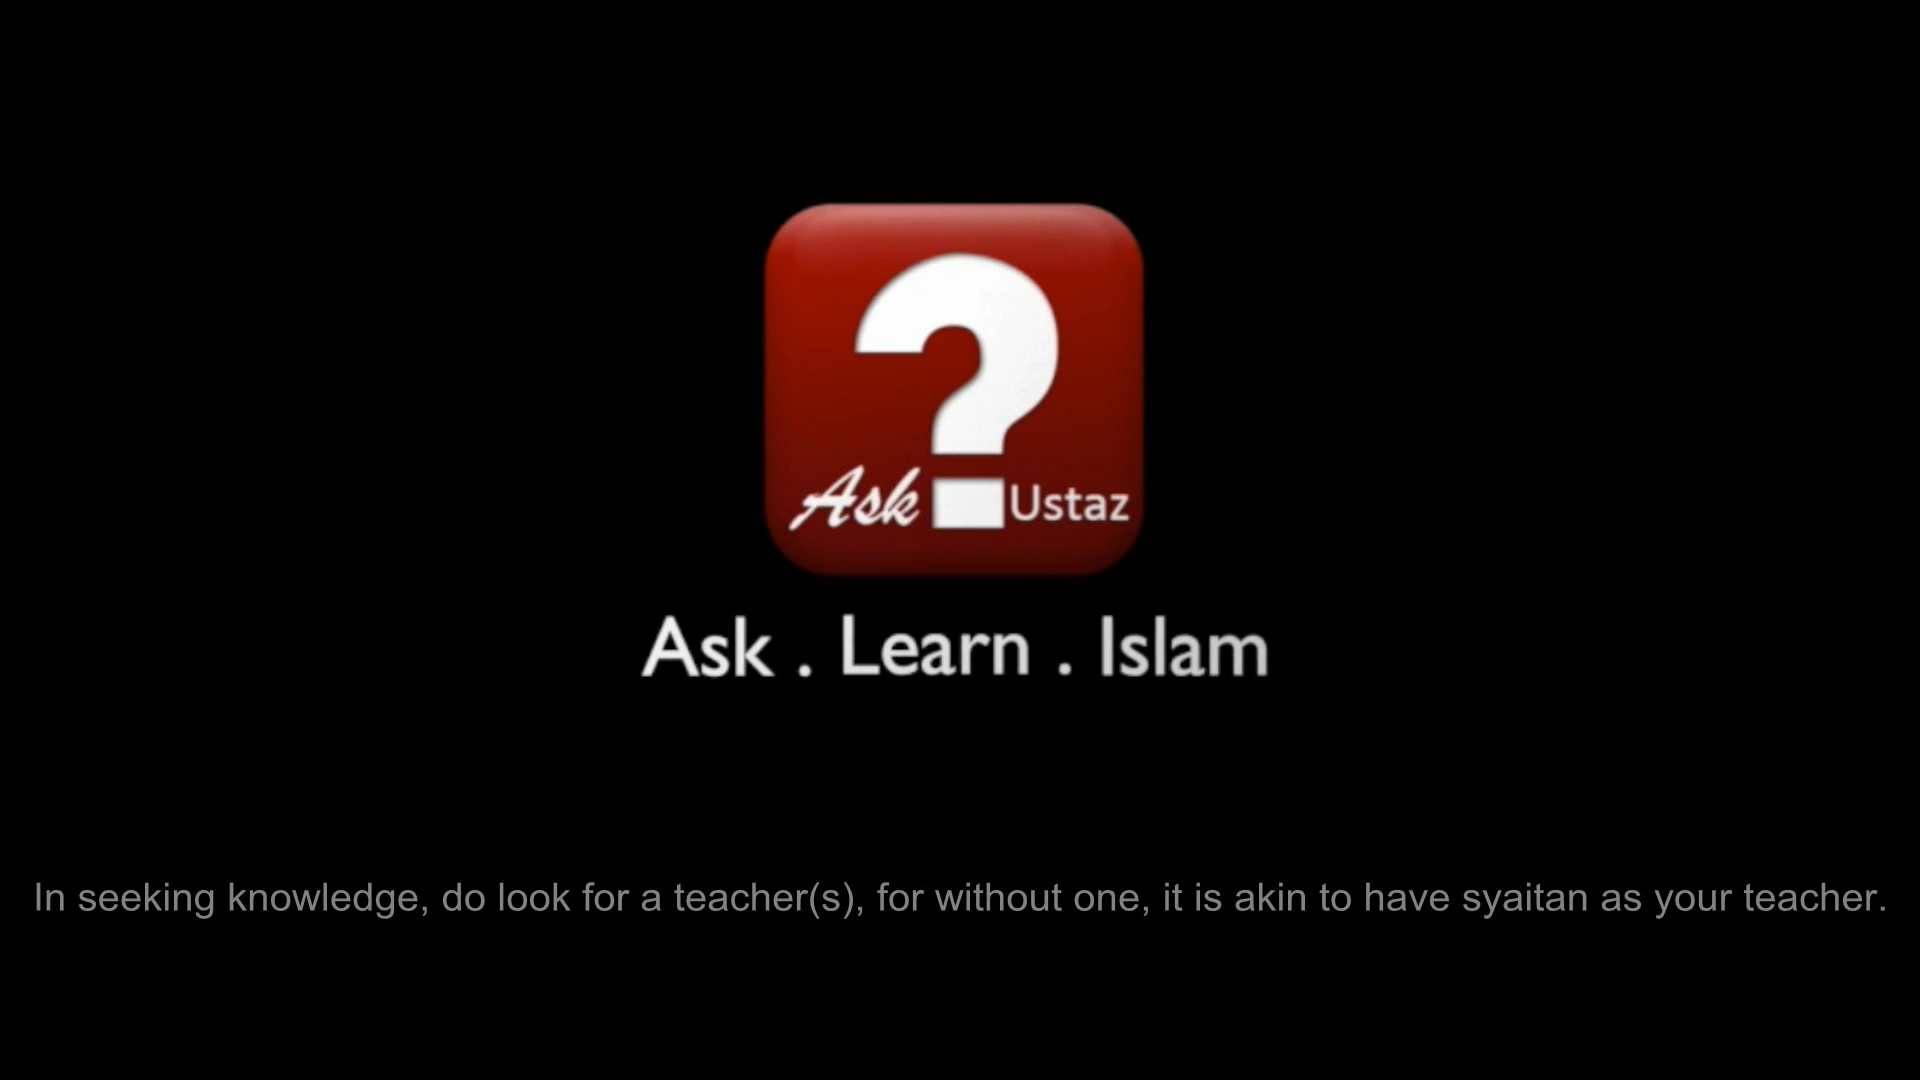 ?
Ask Ustaz
Ask . Learn . Islam
In seeking knowledge, do look for a teacher(s), for without one, it is akin to have syaitan as your teacher.